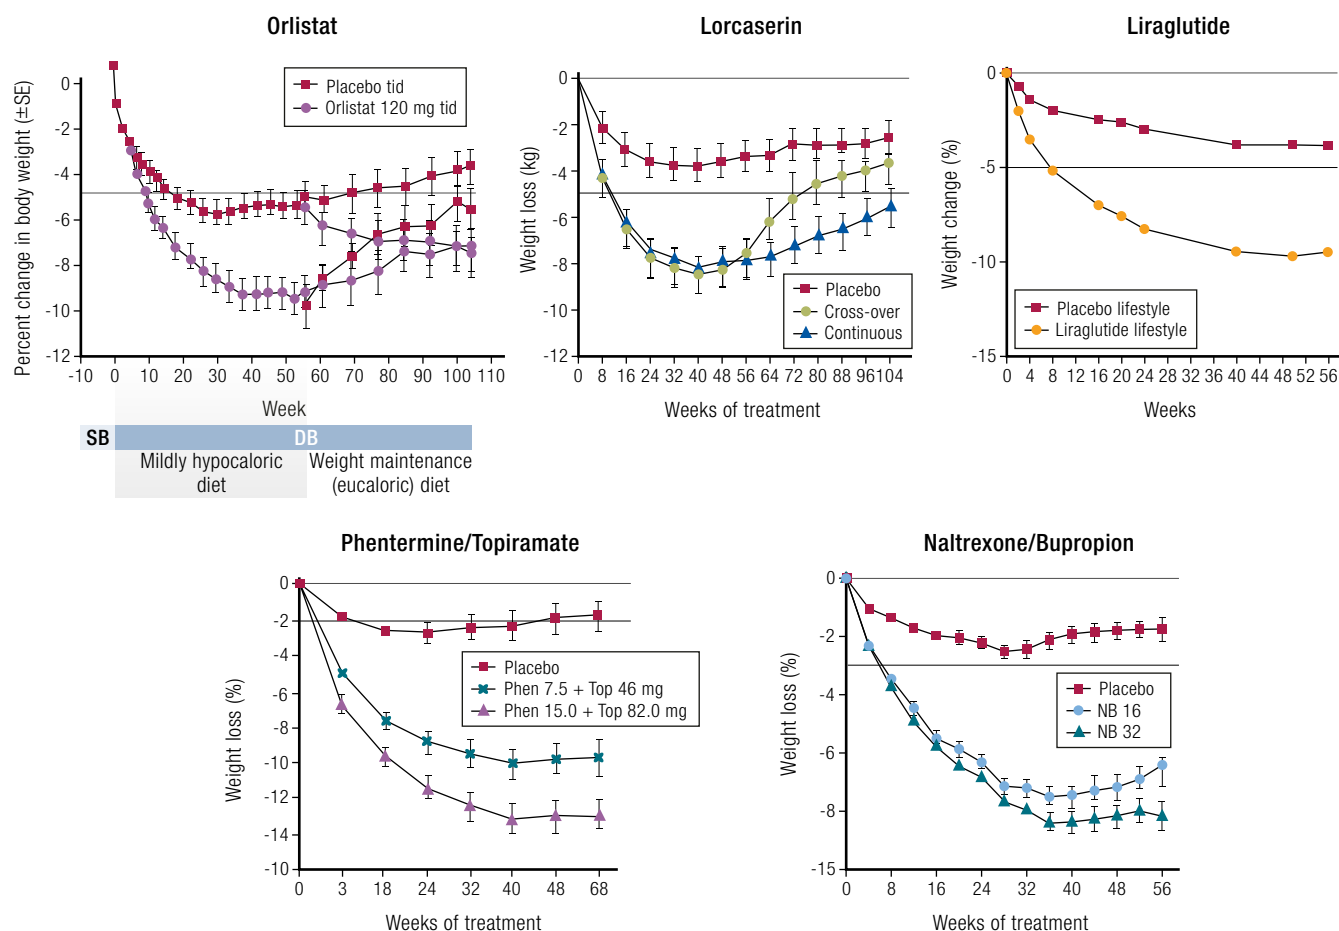 Orlistat
Percent change in body weight (±SE)
0
-2
-4
-6
-8
-10
-12
Placebo tid
Orlistat 120 mg tid
-10 0 10 20 30 40 50 60 70 80 90 100 110
Week
SB DB
Mildly hypocaloric
diet
Weight maintenance
(eucaloric) diet
Lorcaserin
Weight loss (kg)
0
-2
-4
-6
-8
-10
-12
Placebo
Cross-over
Continuous
0 8 16 24 32 40 48 56 64 72 80 88 96 104
Weeks of treatment
Liraglutide
Weight change (%)
0
-5
-10
-15
Placebo lifestyle
Liraglutide lifestyle
0 4 8 12 16 20 24 28 32 36 40 44 48 52 56
Weeks
Phentermine/Topiramate
Weight loss (%)
0
-2
-4
-6
-8
-10
-12
-14
-10
Placebo
Phen 7.5 + Top 46 mg
Phen 15.0 + Top 82.0 mg
0 3 18 24 32 40 48 68
Weeks of treatment
Naltrexone/Bupropion
Weight loss (%)
0
-2
-4
-6
-8
-15
Placebo
NB 16
NB 32
0 8 16 24 32 40 48 56
Weeks of treatment